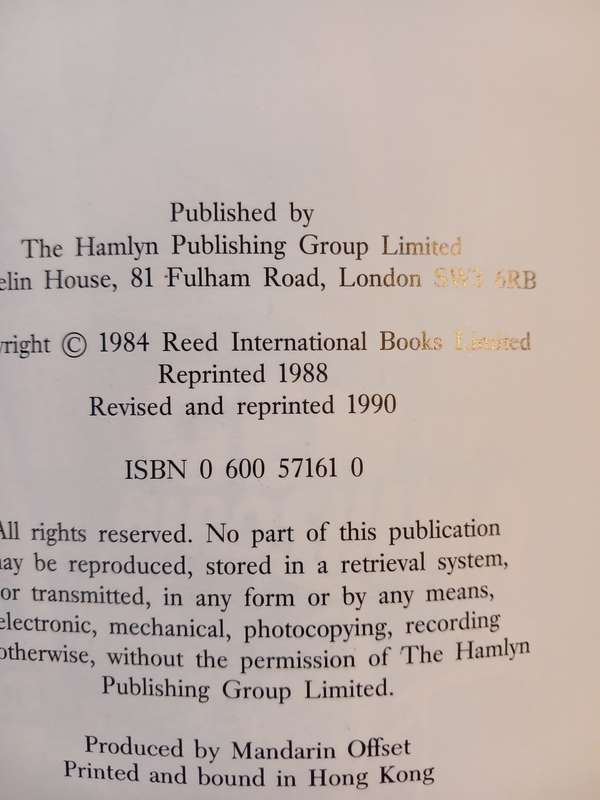 Published by
The Hamlyn Publishing Group Limited
elin House, 81 Fulham Road, London SW3 6RB
right © 1984 Reed International Books Limited
Reprinted 1988
Revised and reprinted 1990
ISBN 0 600 57161 0
All rights reserved. No part of this publication
ay be reproduced, stored in a retrieval system,
or transmitted, in any form or by any means,
electronic, mechanical, photocopying, recording
otherwise, without the permission of The Hamlyn
Publishing Group Limited.
Produced by Mandarin Offset
Printed and bound in Hong Kong